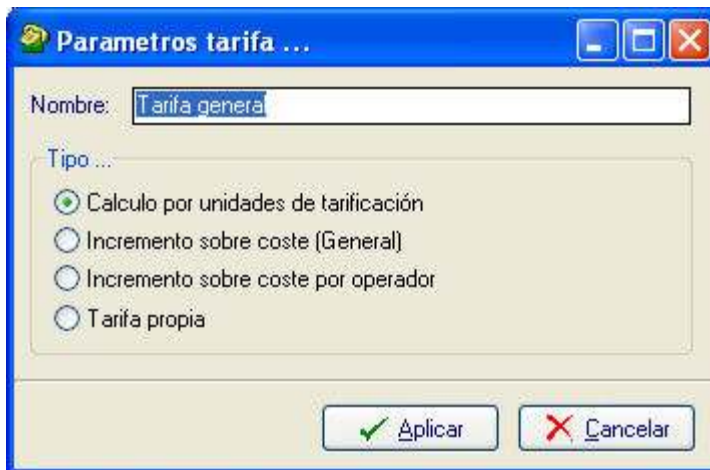 Parametros tarifa ...
Nombre: Tarifa general
Tipo ...
Calculo por unidades de tarificación
Incremento sobre coste (General)
Incremento sobre coste por operador
Tarifa propia
Aplicar Cancelar